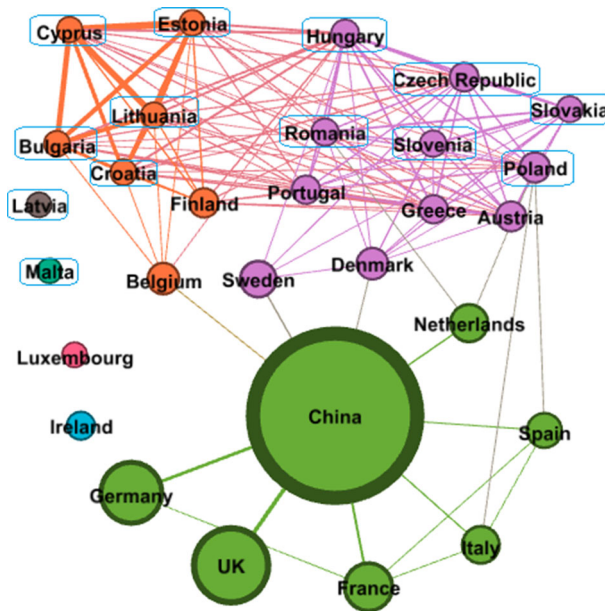 Cyprus
Estonia
Hungary
Czech Republic
Slovakia
Lithuania
Bulgaria
Romania
Slovenia
Croatia
Poland
Latvia
Finland
Portugal
Greece
Austria
Malta
Belgium
Sweden
Denmark
Netherlands
Luxembourg
China
Ireland
Spain
Germany
Italy
UK
France